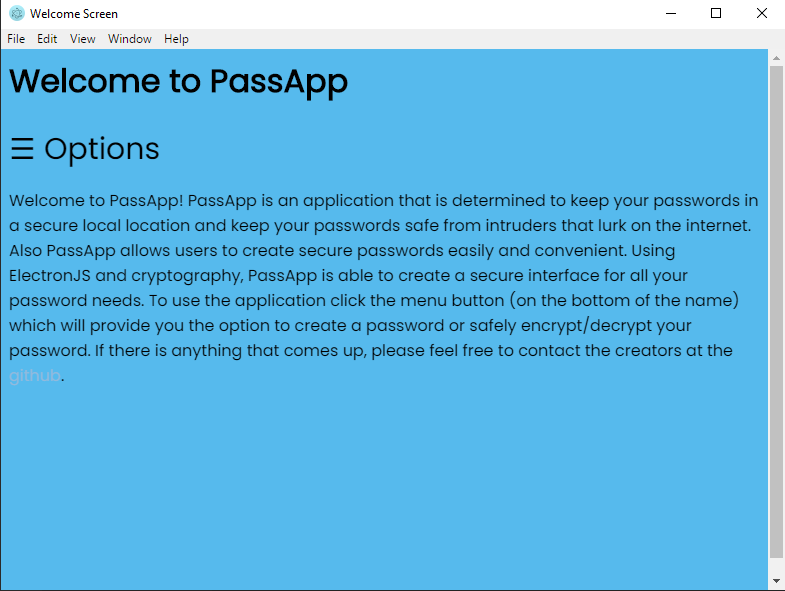 Welcome Screen
File Edit View Window Help
Welcome to PassApp
☰ Options
Welcome to PassApp! PassApp is an application that is determined to keep your passwords in
a secure local location and keep your passwords safe from intruders that lurk on the internet.
Also PassApp allows users to create secure passwords easily and convenient. Using
ElectronJS and cryptography, PassApp is able to create a secure interface for all your
password needs. To use the application click the menu button (on the bottom of the name)
which will provide you the option to create a password or safely encrypt/decrypt your
password. If there is anything that comes up, please feel free to contact the creators at the
github.